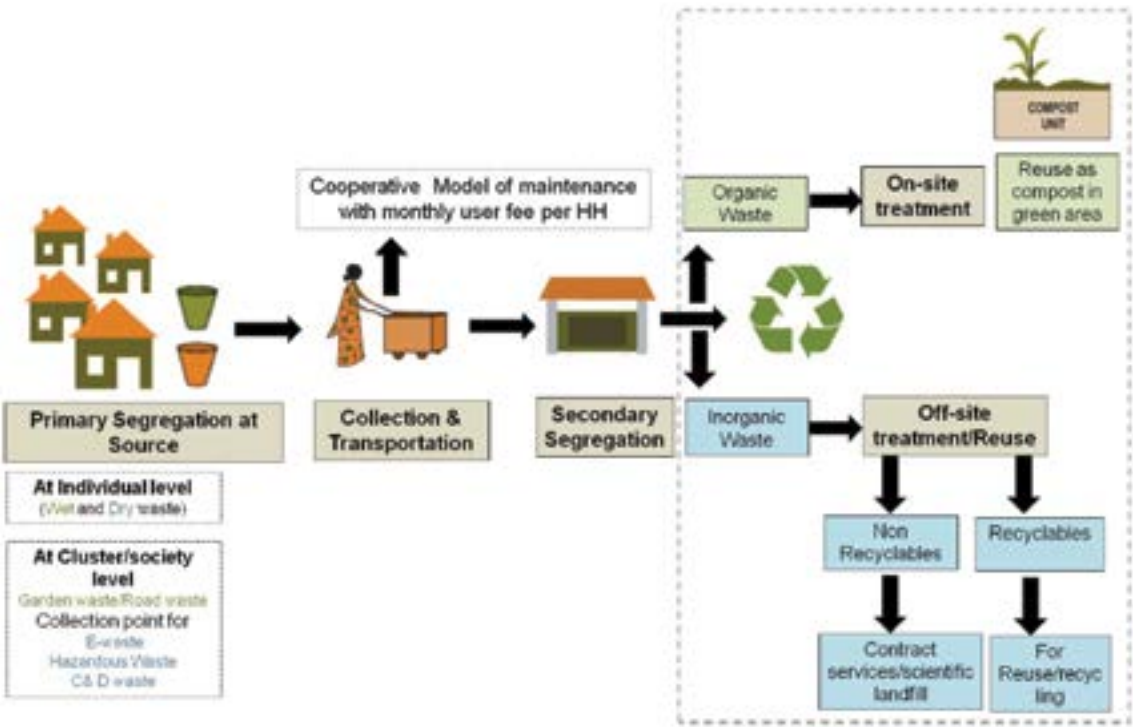 COMPOST
UNIT
Cooperative Model of maintenance
with monthly user fee per HH
Organic
Waste
On-site
treatment
Reuse as
compost in
green area
Primary Segregation at
Source
Collection &
Transportation
Secondary
Segregation
Inorganic
Waste
Off-site
treatment/Reuse
At Individual level
(Wet and Dry waste)
At Cluster/society
level
Garden waste/Road waste
Collection point for
E-waste
Hazardous Waste
C& D waste
Non
Recyclables
Recyclables
Contract
services/scientific
landfill
For
Reuse/recyc
ling